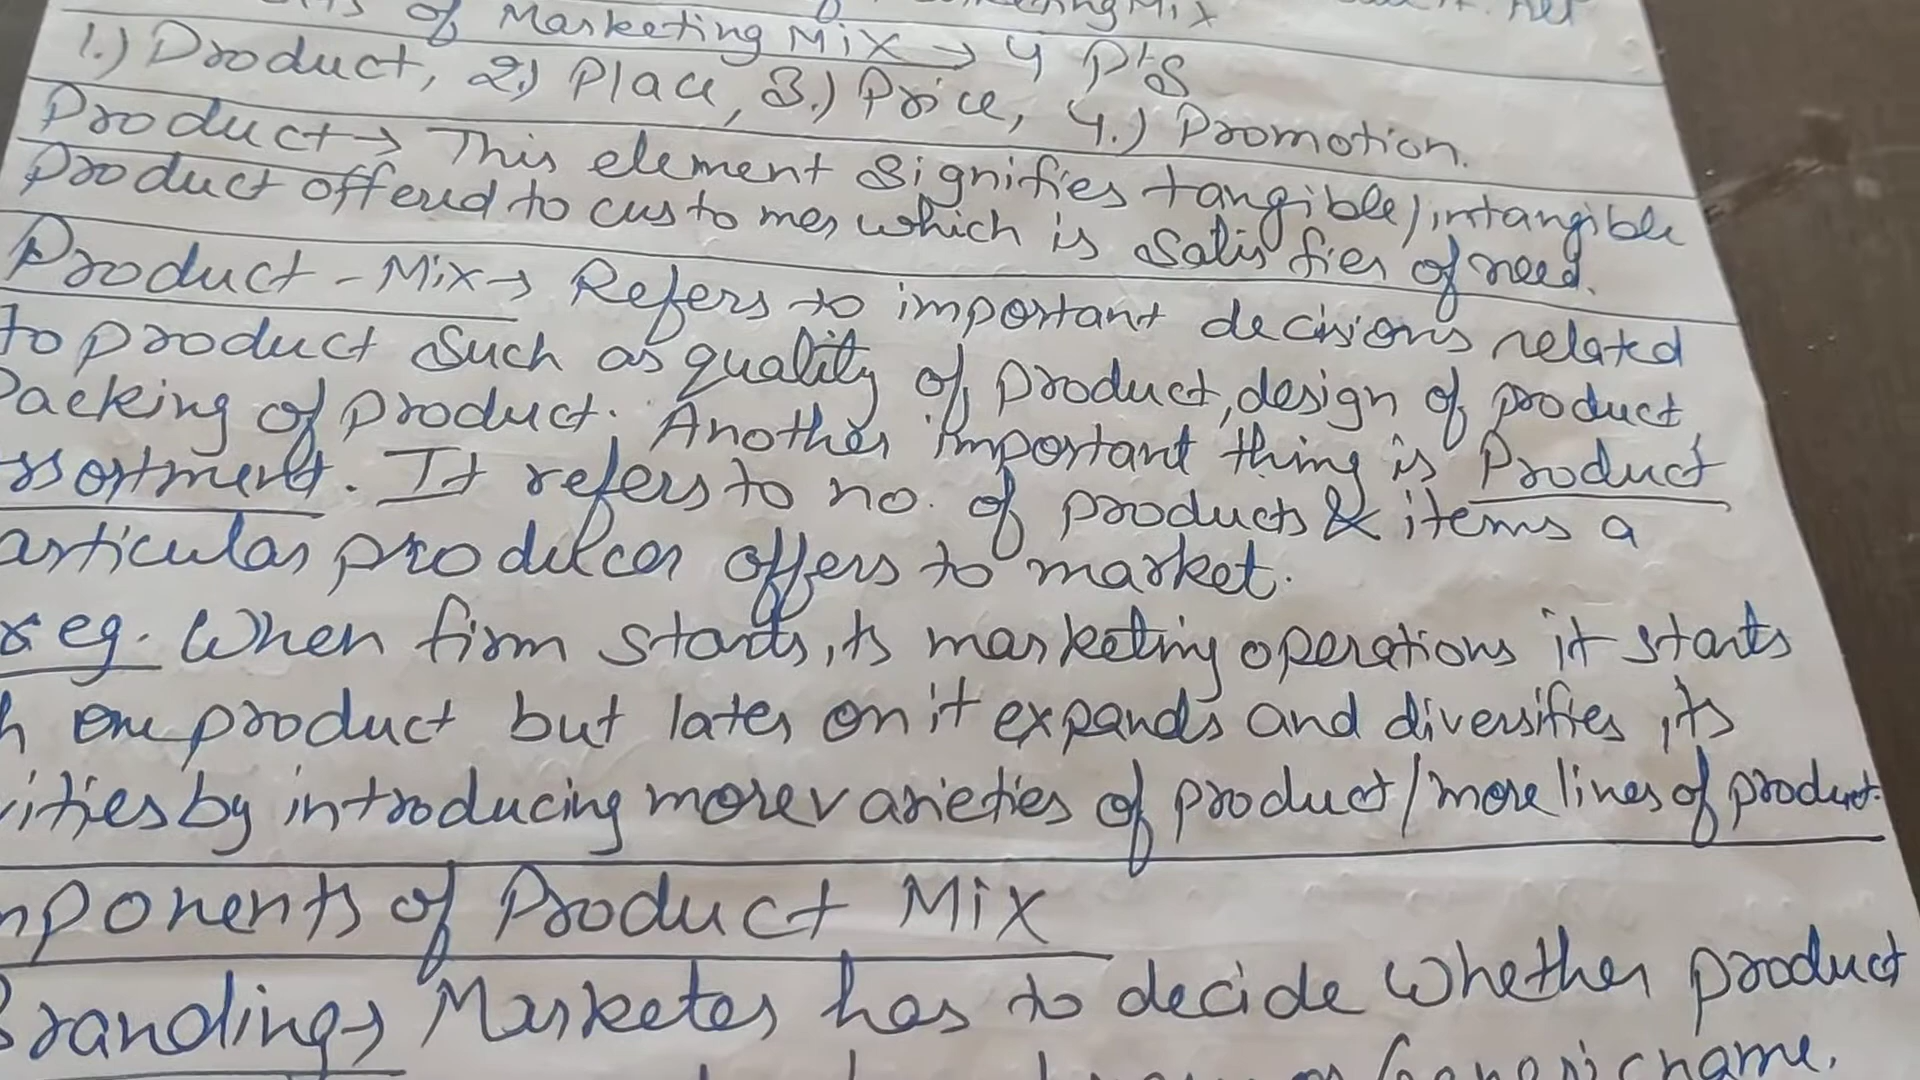 of Marketing Mix → 4 P's
1.) Product, 2.) Place, 3.) Price, 4.) Promotion.
Product → This element signifies tangible/intangible
Product offered to customer which is satisfies of need.
Product - Mix → Refers to important decisions related
to product such as quality of product, design of product,
Packing of product. Another important thing is Product
ssortment. It refers to no. of products & items a
articular producer offers to market.
eg. When firm starts, its marketing operations it starts
h one product but later on it expands and diversifies its
ities by introducing more varieties of product/more lines of product.
mponents of Product Mix
Branding → Marketer has to decide whether product
Generic name.